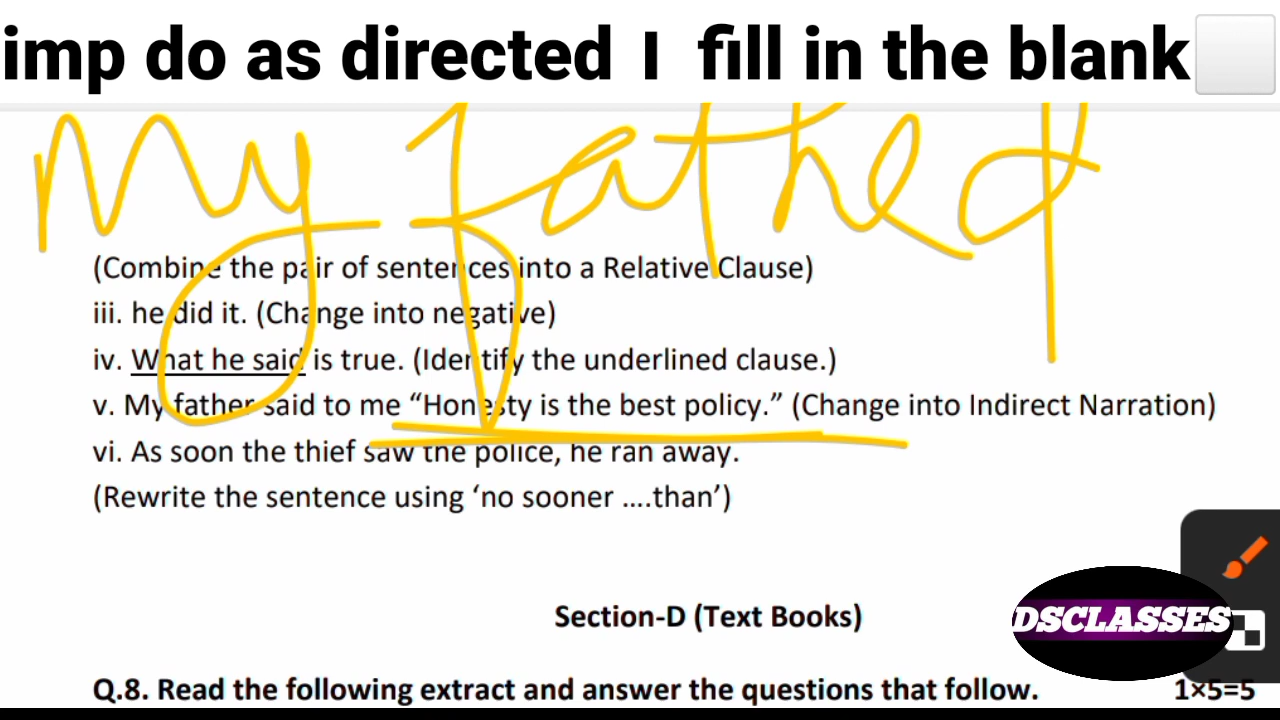 imp do as directed I fill in the blank
My father
(Combine the pair of sentences into a Relative Clause)
iii. he did it. (Change into negative)
iv. What he said is true. (Identify the underlined clause.)
v. My father said to me “Honesty is the best policy.” (Change into Indirect Narration)
vi. As soon the thief saw the police, he ran away.
(Rewrite the sentence using ‘no sooner ....than’)
Section-D (Text Books)
DSCLASSES
Q.8. Read the following extract and answer the questions that follow. 1×5=5